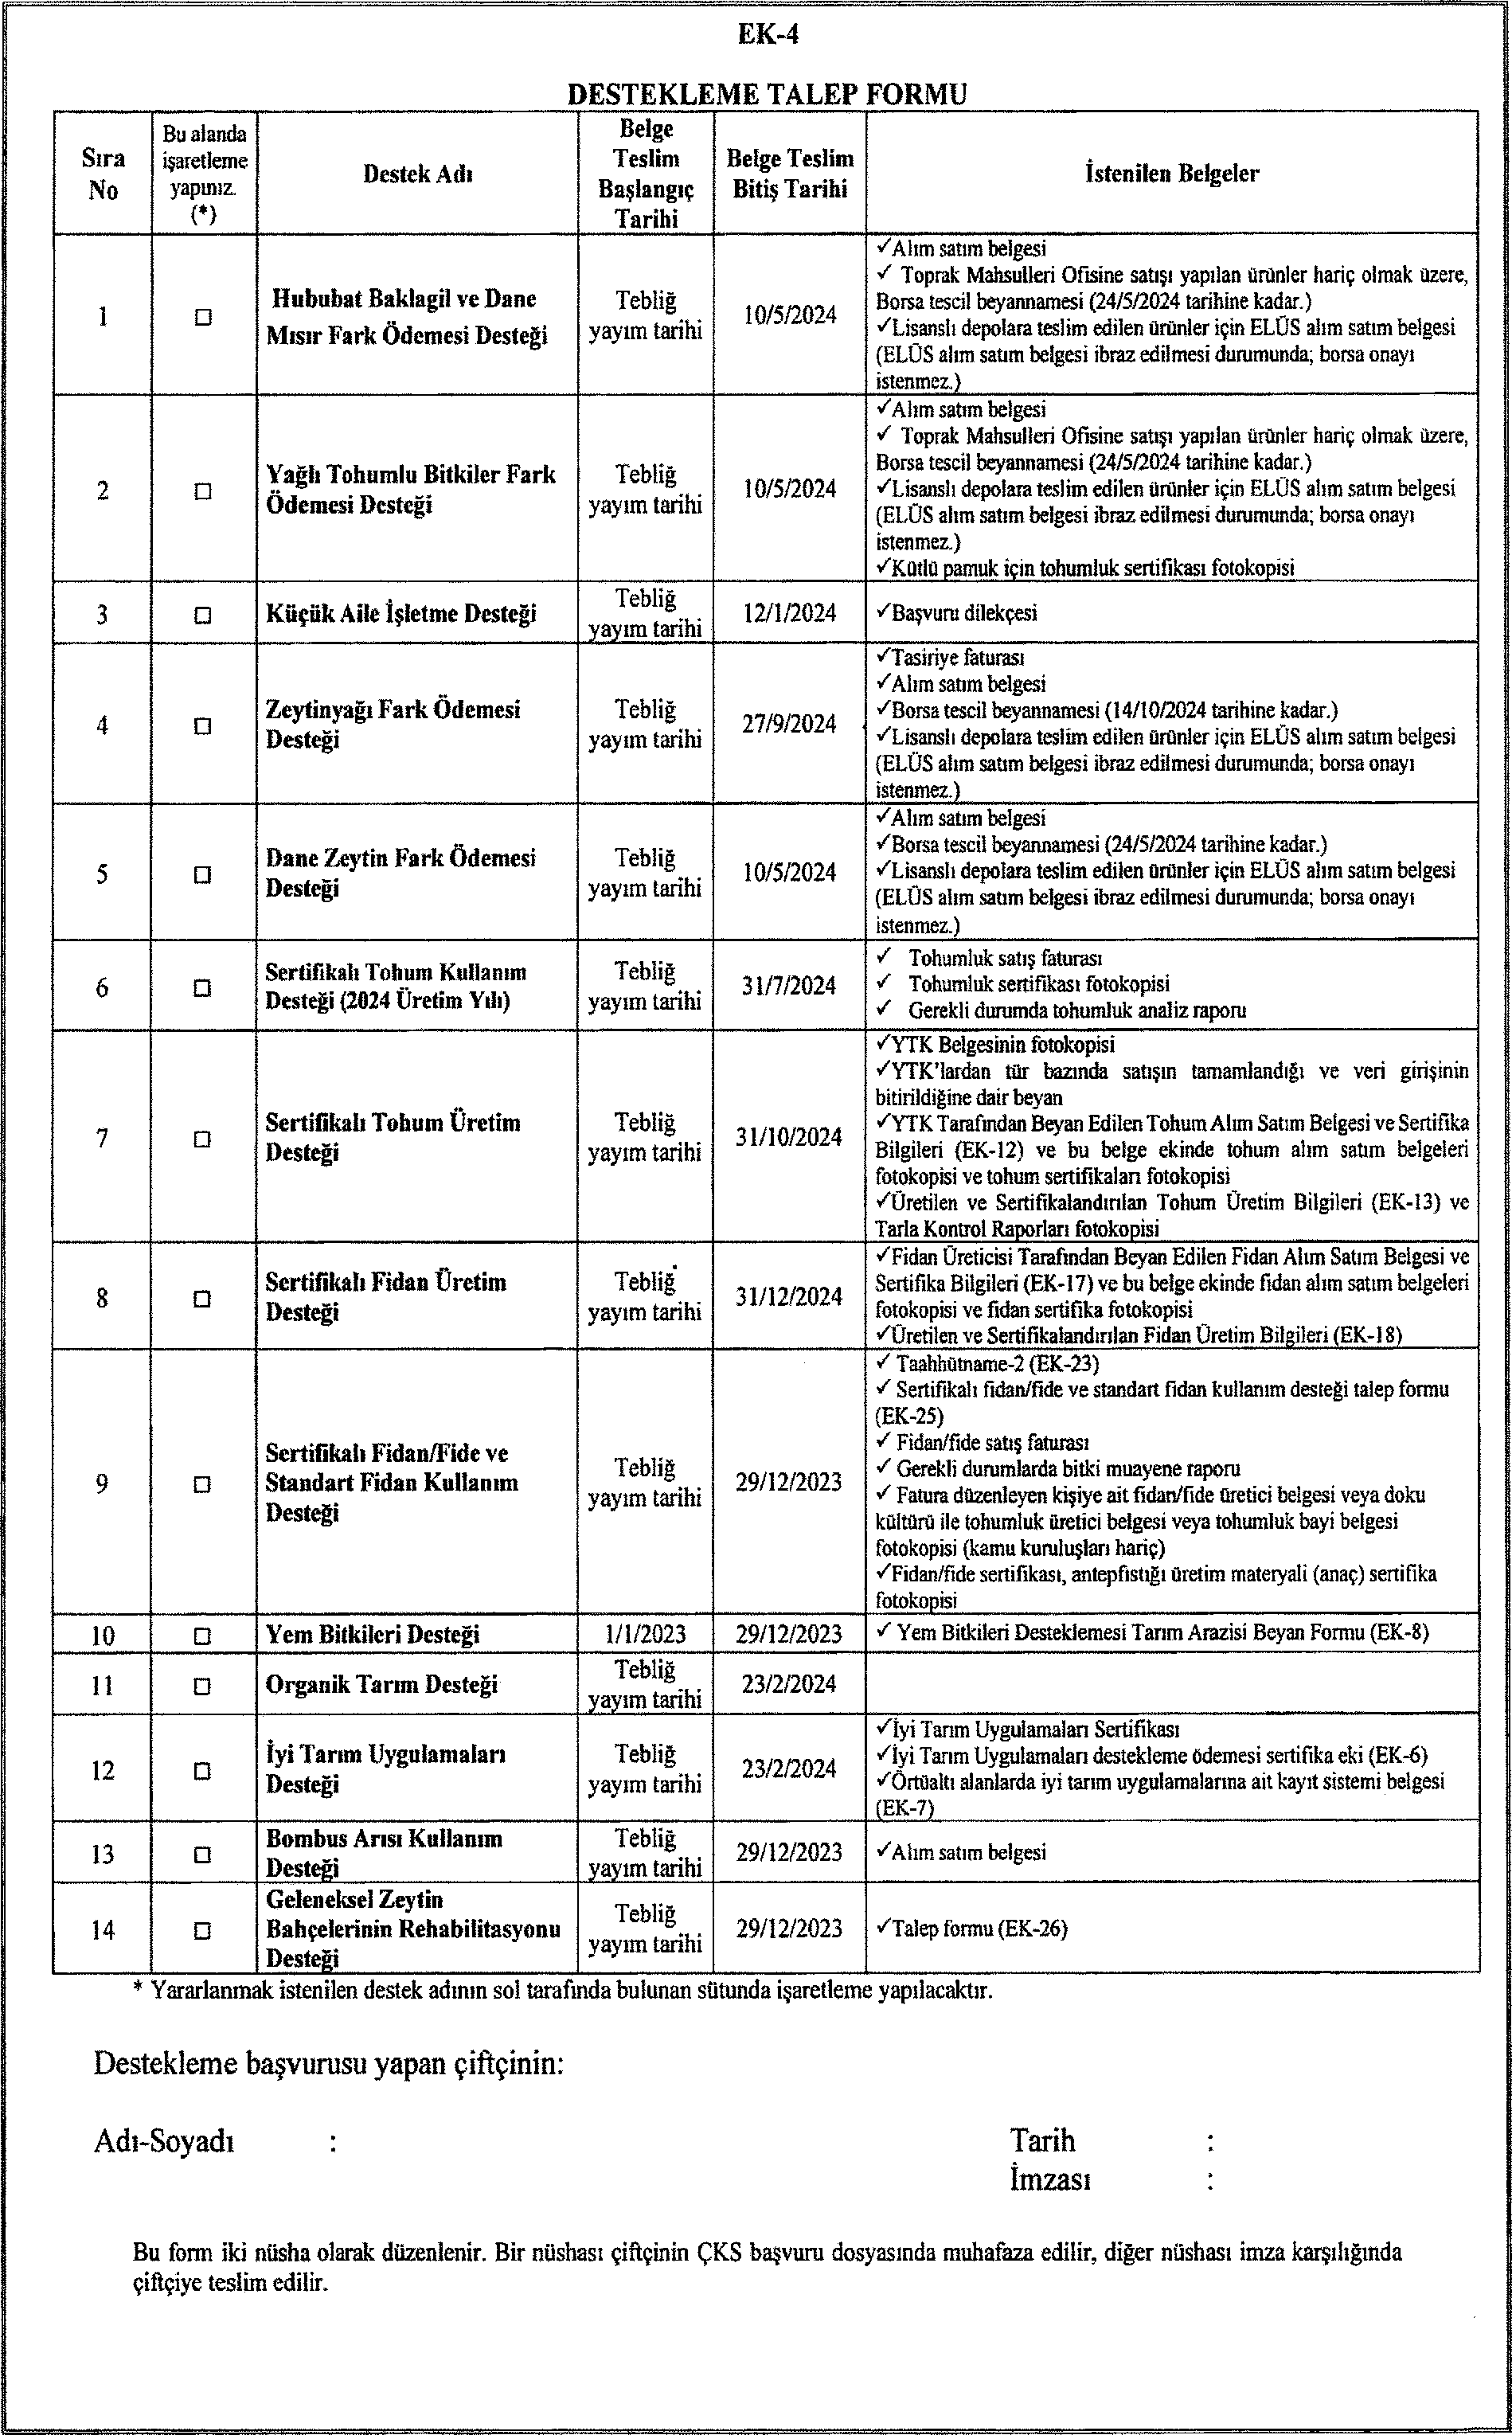 EK-4
DESTEKLEME TALEP FORMU
Sıra No
Bu alanda işaretleme yapınız. (*)
Destek Adı
Belge Teslim Başlangıç Tarihi
Belge Teslim Bitiş Tarihi
İstenilen Belgeler
1
☐
Hububat Baklagil ve Dane
Mısır Fark Ödemesi Desteği
Tebliğ
yayım tarihi
10/5/2024
✓Alım satım belgesi
✓ Toprak Mahsulleri Ofisine satışı yapılan ürünler hariç olmak üzere,
Borsa tescil beyannamesi (24/5/2024 tarihine kadar.)
✓Lisanslı depolara teslim edilen ürünler için ELÜS alım satım belgesi
(ELÜS alım satım belgesi ibraz edilmesi durumunda; borsa onayı
istenmez.)
2
☐
Yağlı Tohumlu Bitkiler Fark
Ödemesi Desteği
Tebliğ
yayım tarihi
10/5/2024
✓Alım satım belgesi
✓ Toprak Mahsulleri Ofisine satışı yapılan ürünler hariç olmak üzere,
Borsa tescil beyannamesi (24/5/2024 tarihine kadar.)
✓Lisanslı depolara teslim edilen ürünler için ELÜS alım satım belgesi
(ELÜS alım satım belgesi ibraz edilmesi durumunda; borsa onayı
istenmez.)
✓Kütlü pamuk için tohumluk sertifikası fotokopisi
3
☐
Küçük Aile İşletme Desteği
Tebliğ
yayım tarihi
12/1/2024
✓Başvuru dilekçesi
4
☐
Zeytinyağı Fark Ödemesi
Desteği
Tebliğ
yayım tarihi
27/9/2024
✓Tasiriye faturası
✓Alım satım belgesi
✓Borsa tescil beyannamesi (14/10/2024 tarihine kadar.)
✓Lisanslı depolara teslim edilen ürünler için ELÜS alım satım belgesi
(ELÜS alım satım belgesi ibraz edilmesi durumunda; borsa onayı
istenmez.)
5
☐
Dane Zeytin Fark Ödemesi
Desteği
Tebliğ
yayım tarihi
10/5/2024
✓Alım satım belgesi
✓Borsa tescil beyannamesi (24/5/2024 tarihine kadar.)
✓Lisanslı depolara teslim edilen ürünler için ELÜS alım satım belgesi
(ELÜS alım satım belgesi ibraz edilmesi durumunda; borsa onayı
istenmez.)
6
☐
Sertifikalı Tohum Kullanım
Desteği (2024 Üretim Yılı)
Tebliğ
yayım tarihi
31/7/2024
✓ Tohumluk satış faturası
✓ Tohumluk sertifikası fotokopisi
✓ Gerekli durumda tohumluk analiz raporu
7
☐
Sertifikalı Tohum Üretim
Desteği
Tebliğ
yayım tarihi
31/10/2024
✓YTK Belgesinin fotokopisi
✓YTK'lardan tür bazında satışın tamamlandığı ve veri girişinin
bitirildiğine dair beyan
✓YTK Tarafından Beyan Edilen Tohum Alım Satım Belgesi ve Sertifika
Bilgileri (EK-12) ve bu belge ekinde tohum alım satım belgeleri
fotokopisi ve tohum sertifikaları fotokopisi
✓Üretilen ve Sertifikalandırılan Tohum Üretim Bilgileri (EK-13) ve
Tarla Kontrol Raporları fotokopisi
8
☐
Sertifikalı Fidan Üretim
Desteği
Tebliğ
yayım tarihi
31/12/2024
✓Fidan Üreticisi Tarafından Beyan Edilen Fidan Alım Satım Belgesi ve
Sertifika Bilgileri (EK-17) ve bu belge ekinde fidan alım satım belgeleri
fotokopisi ve fidan sertifika fotokopisi
✓Üretilen ve Sertifikalandırılan Fidan Üretim Bilgileri (EK-18)
9
☐
Sertifikalı Fidan/Fide ve
Standart Fidan Kullanım
Desteği
Tebliğ
yayım tarihi
29/12/2023
✓ Taahhütname-2 (EK-23)
✓ Sertifikalı fidan/fide ve standart fidan kullanım desteği talep formu
(EK-25)
✓ Fidan/fide satış faturası
✓ Gerekli durumlarda bitki muayene raporu
✓ Fatura düzenleyen kişiye ait fidan/fide üretici belgesi veya doku
kültürü ile tohumluk üretici belgesi veya tohumluk bayi belgesi
fotokopisi (kamu kuruluşları hariç)
✓Fidan/fide sertifikası, antepfıstığı üretim materyali (anaç) sertifika
fotokopisi
10
☐
Yem Bitkileri Desteği
1/1/2023
29/12/2023
✓ Yem Bitkileri Desteklemesi Tarım Arazisi Beyan Formu (EK-8)
11
☐
Organik Tarım Desteği
Tebliğ
yayım tarihi
23/2/2024
12
☐
İyi Tarım Uygulamaları
Desteği
Tebliğ
yayım tarihi
23/2/2024
✓İyi Tarım Uygulamaları Sertifikası
✓İyi Tarım Uygulamaları destekleme ödemesi sertifika eki (EK-6)
✓Örtüaltı alanlarda iyi tarım uygulamalarına ait kayıt sistemi belgesi
(EK-7)
13
☐
Bombus Arısı Kullanım
Desteği
Tebliğ
yayım tarihi
29/12/2023
✓Alım satım belgesi
14
☐
Geleneksel Zeytin
Bahçelerinin Rehabilitasyonu
Desteği
Tebliğ
yayım tarihi
29/12/2023
✓Talep formu (EK-26)
* Yararlanmak istenilen destek adının sol tarafında bulunan sütunda işaretleme yapılacaktır.
Destekleme başvurusu yapan çiftçinin:
Adı-Soyadı :
Tarih :
İmzası :
Bu form iki nüsha olarak düzenlenir. Bir nüshası çiftçinin ÇKS başvuru dosyasında muhafaza edilir, diğer nüshası imza karşılığında
çiftçiye teslim edilir.